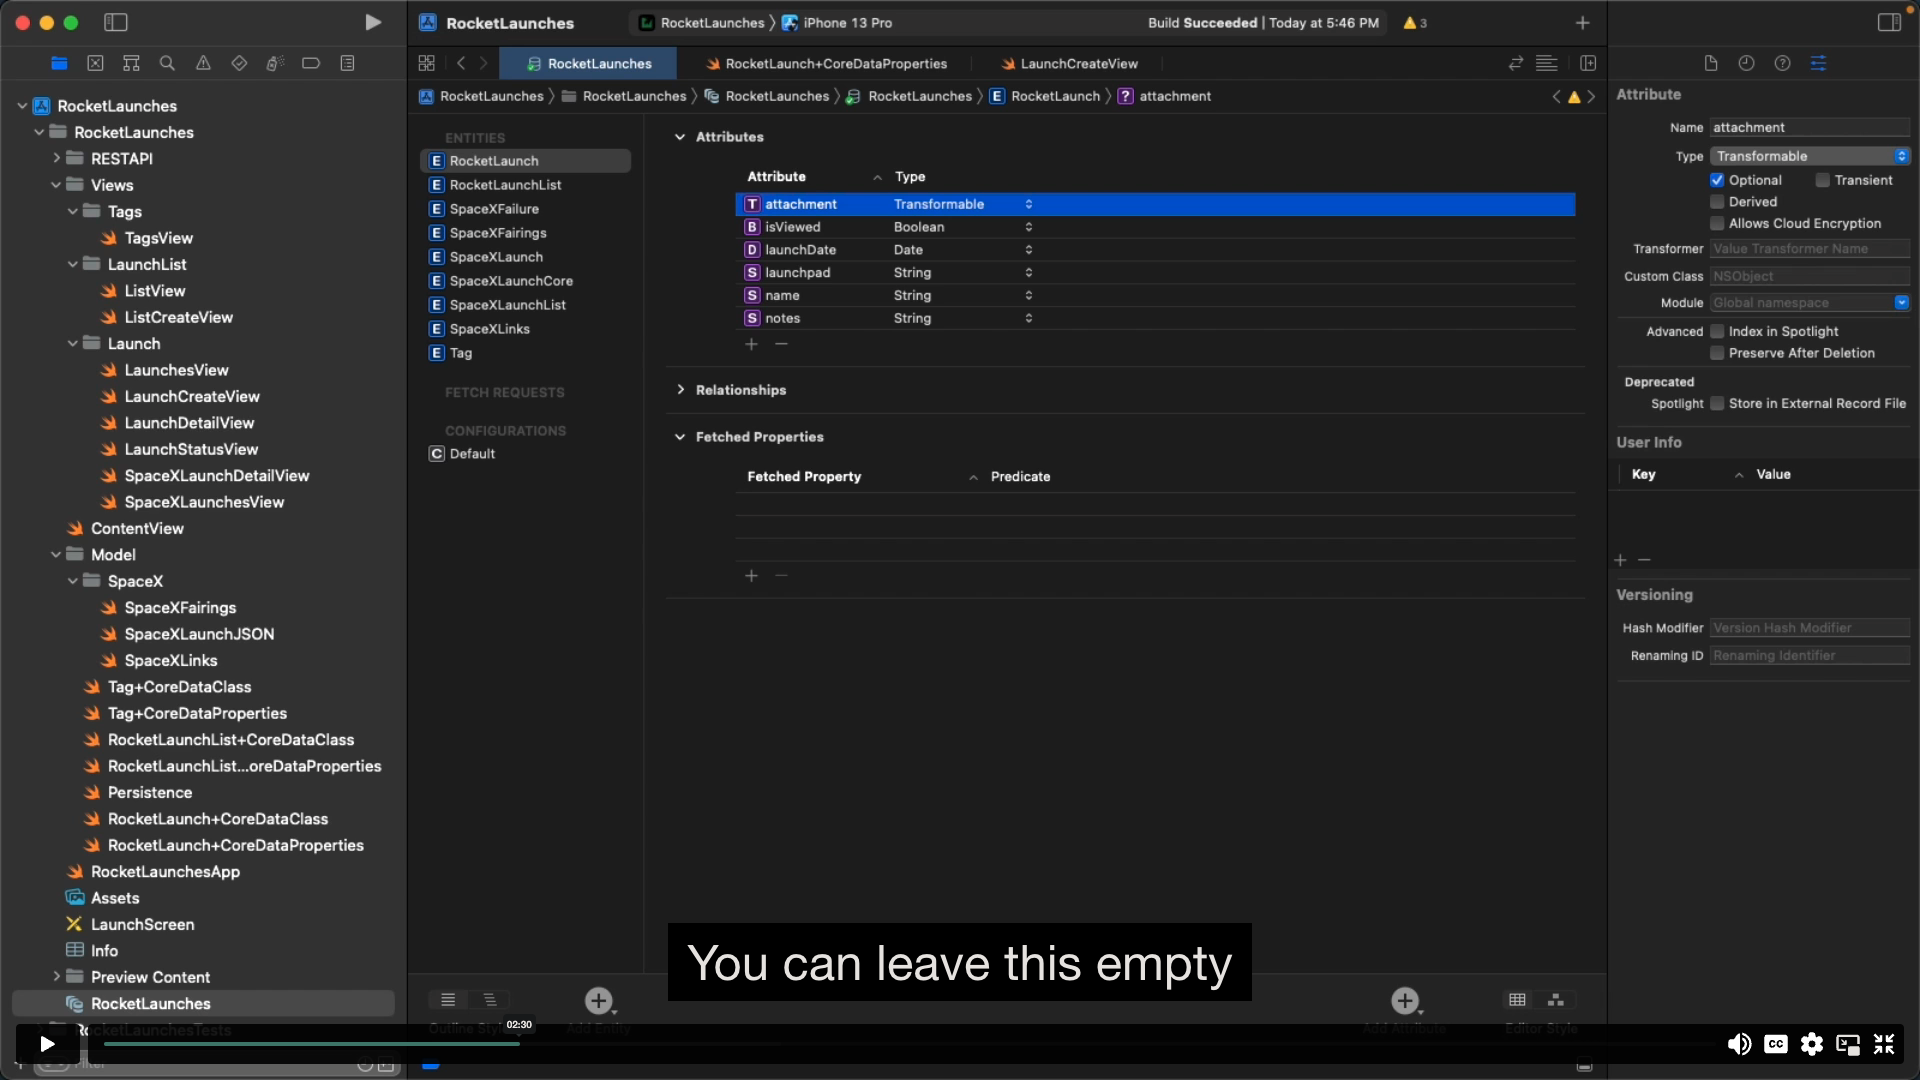 RocketLaunches
RocketLaunches
iPhone 13 Pro
Build Succeeded | Today at 5:46 PM
3
RocketLaunches
RocketLaunch+CoreDataProperties
LaunchCreateView
RocketLaunches
RocketLaunches
RocketLaunches
RocketLaunches
E RocketLaunch
? attachment
RocketLaunches
RocketLaunches
RESTAPI
Views
Tags
TagsView
LaunchList
ListView
ListCreateView
Launch
LaunchesView
LaunchCreateView
LaunchDetailView
LaunchStatusView
SpaceXLaunchDetailView
SpaceXLaunchesView
ContentView
Model
SpaceX
SpaceXFairings
SpaceXLaunchJSON
SpaceXLinks
Tag+CoreDataClass
Tag+CoreDataProperties
RocketLaunchList+CoreDataClass
RocketLaunchList...oreDataProperties
Persistence
RocketLaunch+CoreDataClass
RocketLaunch+CoreDataProperties
RocketLaunchesApp
Assets
LaunchScreen
Info
Preview Content
RocketLaunches
RocketLaunchesTests
Filter
ENTITIES
E RocketLaunch
E RocketLaunchList
E SpaceXFailure
E SpaceXFairings
E SpaceXLaunch
E SpaceXLaunchCore
E SpaceXLaunchList
E SpaceXLinks
E Tag
FETCH REQUESTS
CONFIGURATIONS
C Default
Attributes
Attribute Type
T attachment Transformable
B isViewed Boolean
D launchDate Date
S launchpad String
S name String
S notes String
Relationships
Fetched Properties
Fetched Property Predicate
You can leave this empty
Outline Style
Add Entity
Add Attribute
Editor Style
02:30
CC
Attribute
Name attachment
Type Transformable
Optional Transient
Derived
Allows Cloud Encryption
Transformer Value Transformer Name
Custom Class NSObject
Module Global namespace
Advanced Index in Spotlight
Preserve After Deletion
Deprecated
Spotlight Store in External Record File
User Info
Key Value
Versioning
Hash Modifier Version Hash Modifier
Renaming ID Renaming Identifier